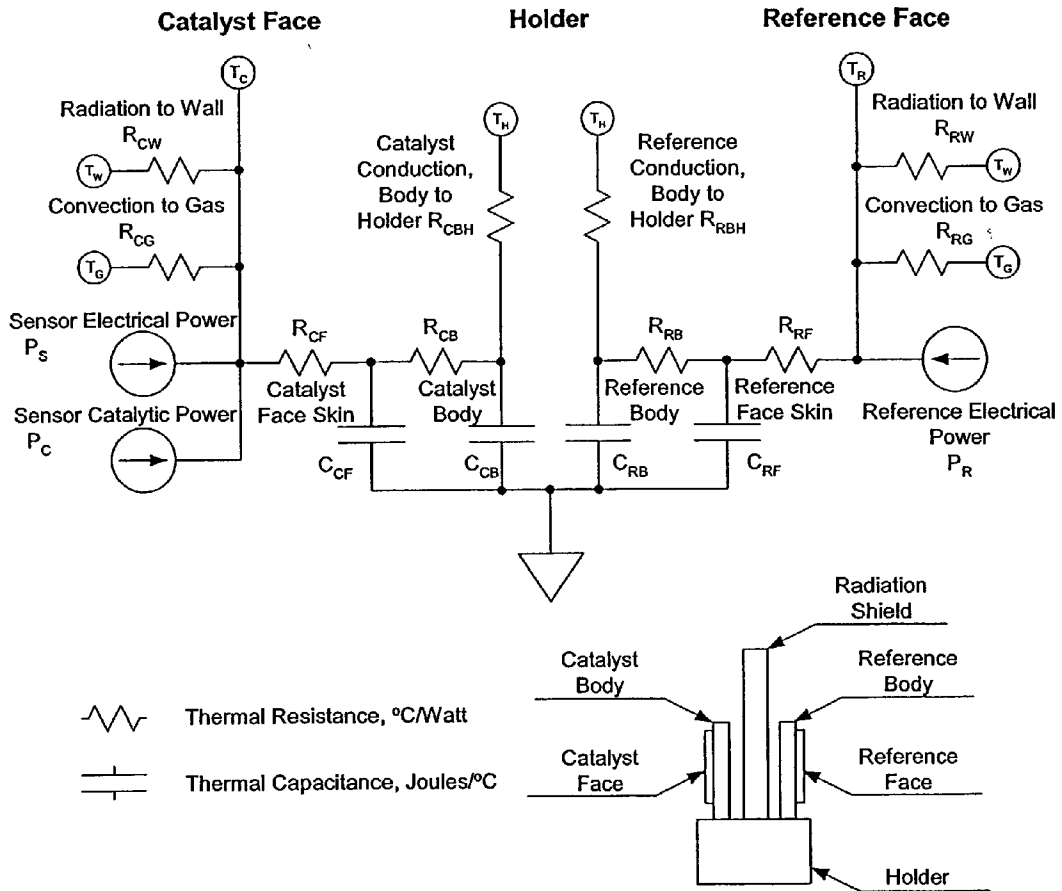 Catalyst Face
Holder
Reference Face
T_C
T_R
Radiation to Wall
R_CW
T_W
Convection to Gas
R_CG
T_G
Sensor Electrical Power
P_S
Sensor Catalytic Power
P_C
T_H
Catalyst
Conduction,
Body to
Holder R_CBH
T_H
Reference
Conduction,
Body to
Holder R_RBH
Radiation to Wall
R_RW
T_W
Convection to Gas
R_RG
T_G
R_CF
Catalyst
Face Skin
R_CB
Catalyst
Body
R_RB
Reference
Body
R_RF
Reference
Face Skin
Reference Electrical
Power
P_R
C_CF
C_CB
C_RB
C_RF
Radiation
Shield
Catalyst
Body
Reference
Body
Catalyst
Face
Reference
Face
Holder
Thermal Resistance, ºC/Watt
Thermal Capacitance, Joules/ºC